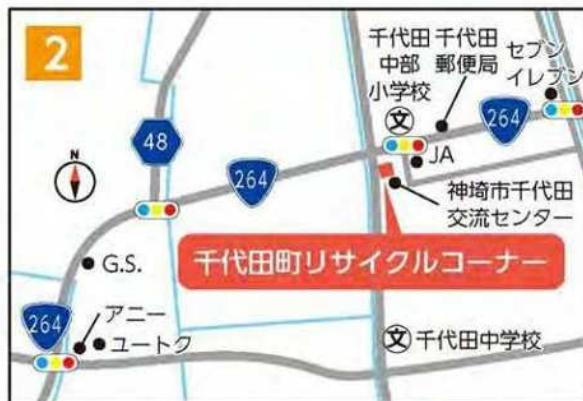 2
千代田
中部
小学校
千代田
郵便局
セブン
イレブン
文
264
48
N
264
JA
神埼市千代田
交流センター
千代田町リサイクルコーナー
G.S.
264
アニー
ユートク
文 千代田中学校